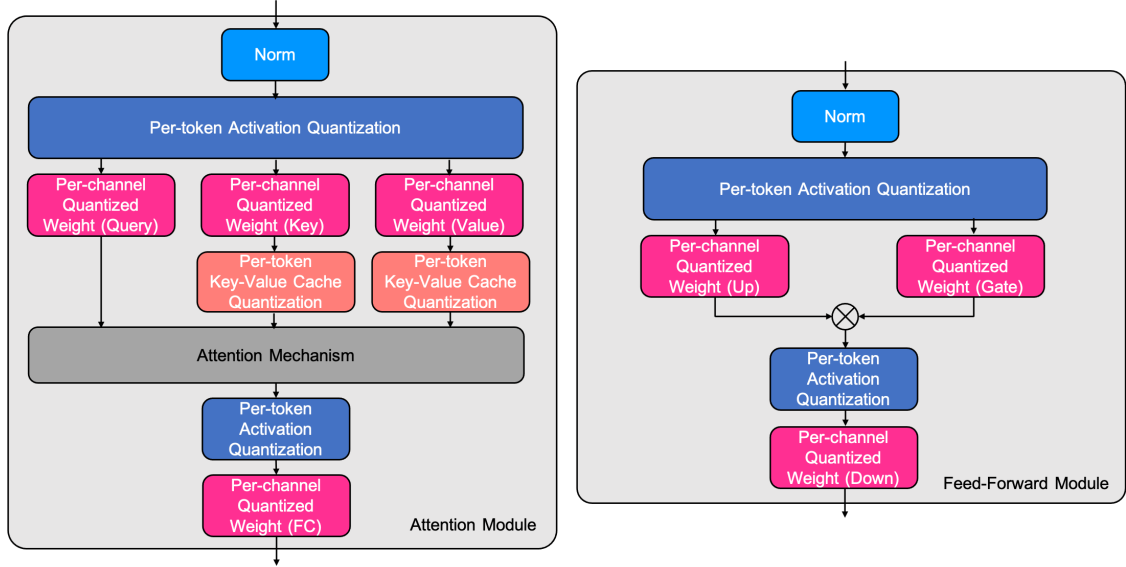 Norm
Per-token Activation Quantization
Per-channel
Quantized
Weight (Query)
Per-channel
Quantized
Weight (Key)
Per-channel
Quantized
Weight (Value)
Per-token
Key-Value Cache
Quantization
Per-token
Key-Value Cache
Quantization
Attention Mechanism
Per-token
Activation
Quantization
Per-channel
Quantized
Weight (FC)
Attention Module
Norm
Per-token Activation Quantization
Per-channel
Quantized
Weight (Up)
Per-channel
Quantized
Weight (Gate)
Per-token
Activation
Quantization
Per-channel
Quantized
Weight (Down)
Feed-Forward Module